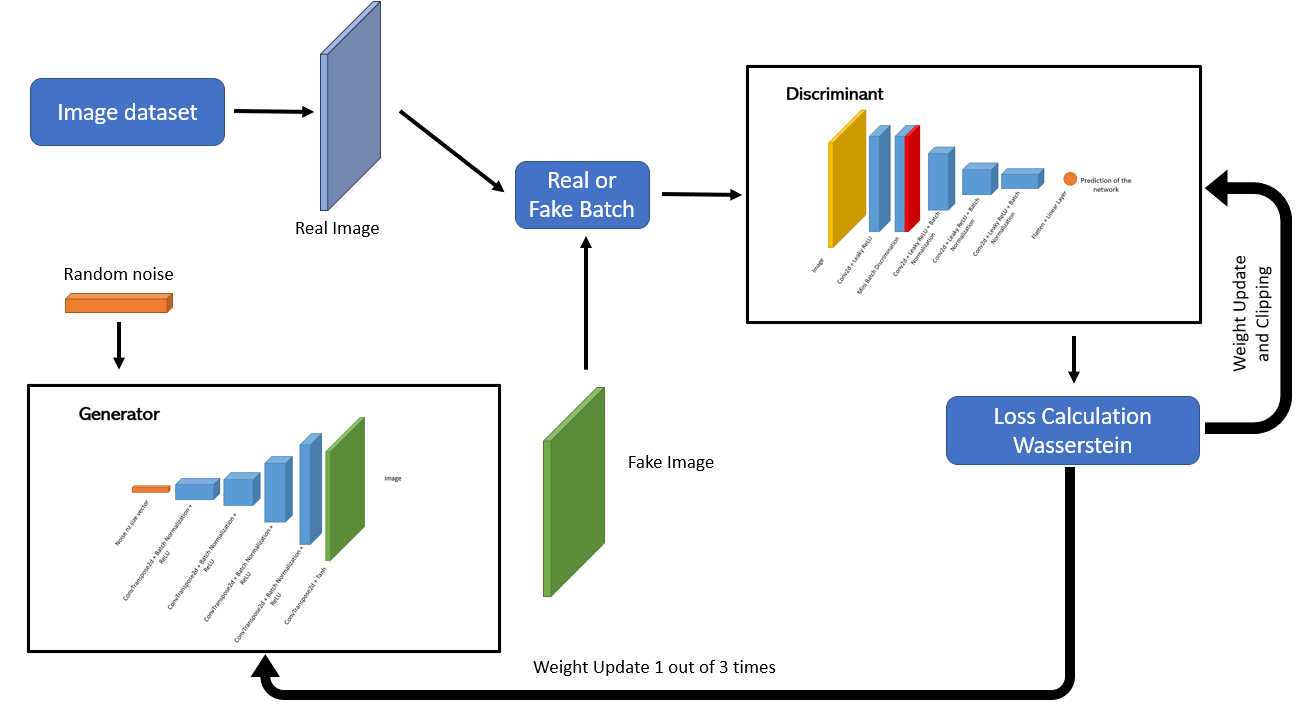 Image dataset
Real Image
Real or
Fake Batch
Discriminant
Image
Conv2d + Leaky ReLU
Mini Batch Discrimination
Conv2d + Leaky ReLU + Batch
Normalization
Conv2d + Leaky ReLU + Batch
Normalization
Conv2d + Leaky ReLU + Batch
Normalization
Flatten + Linear Layer
Prediction of the
network
Weight Update
and Clipping
Random noise
Generator
Noise nz size vector
ConvTranspose2d + Batch Normalization +
ReLU
ConvTranspose2d + Batch Normalization +
ReLU
ConvTranspose2d + Batch Normalization +
ReLU
ConvTranspose2d + Batch Normalization +
ReLU
ConvTranspose2d + Tanh
Image
Fake Image
Loss Calculation
Wasserstein
Weight Update 1 out of 3 times